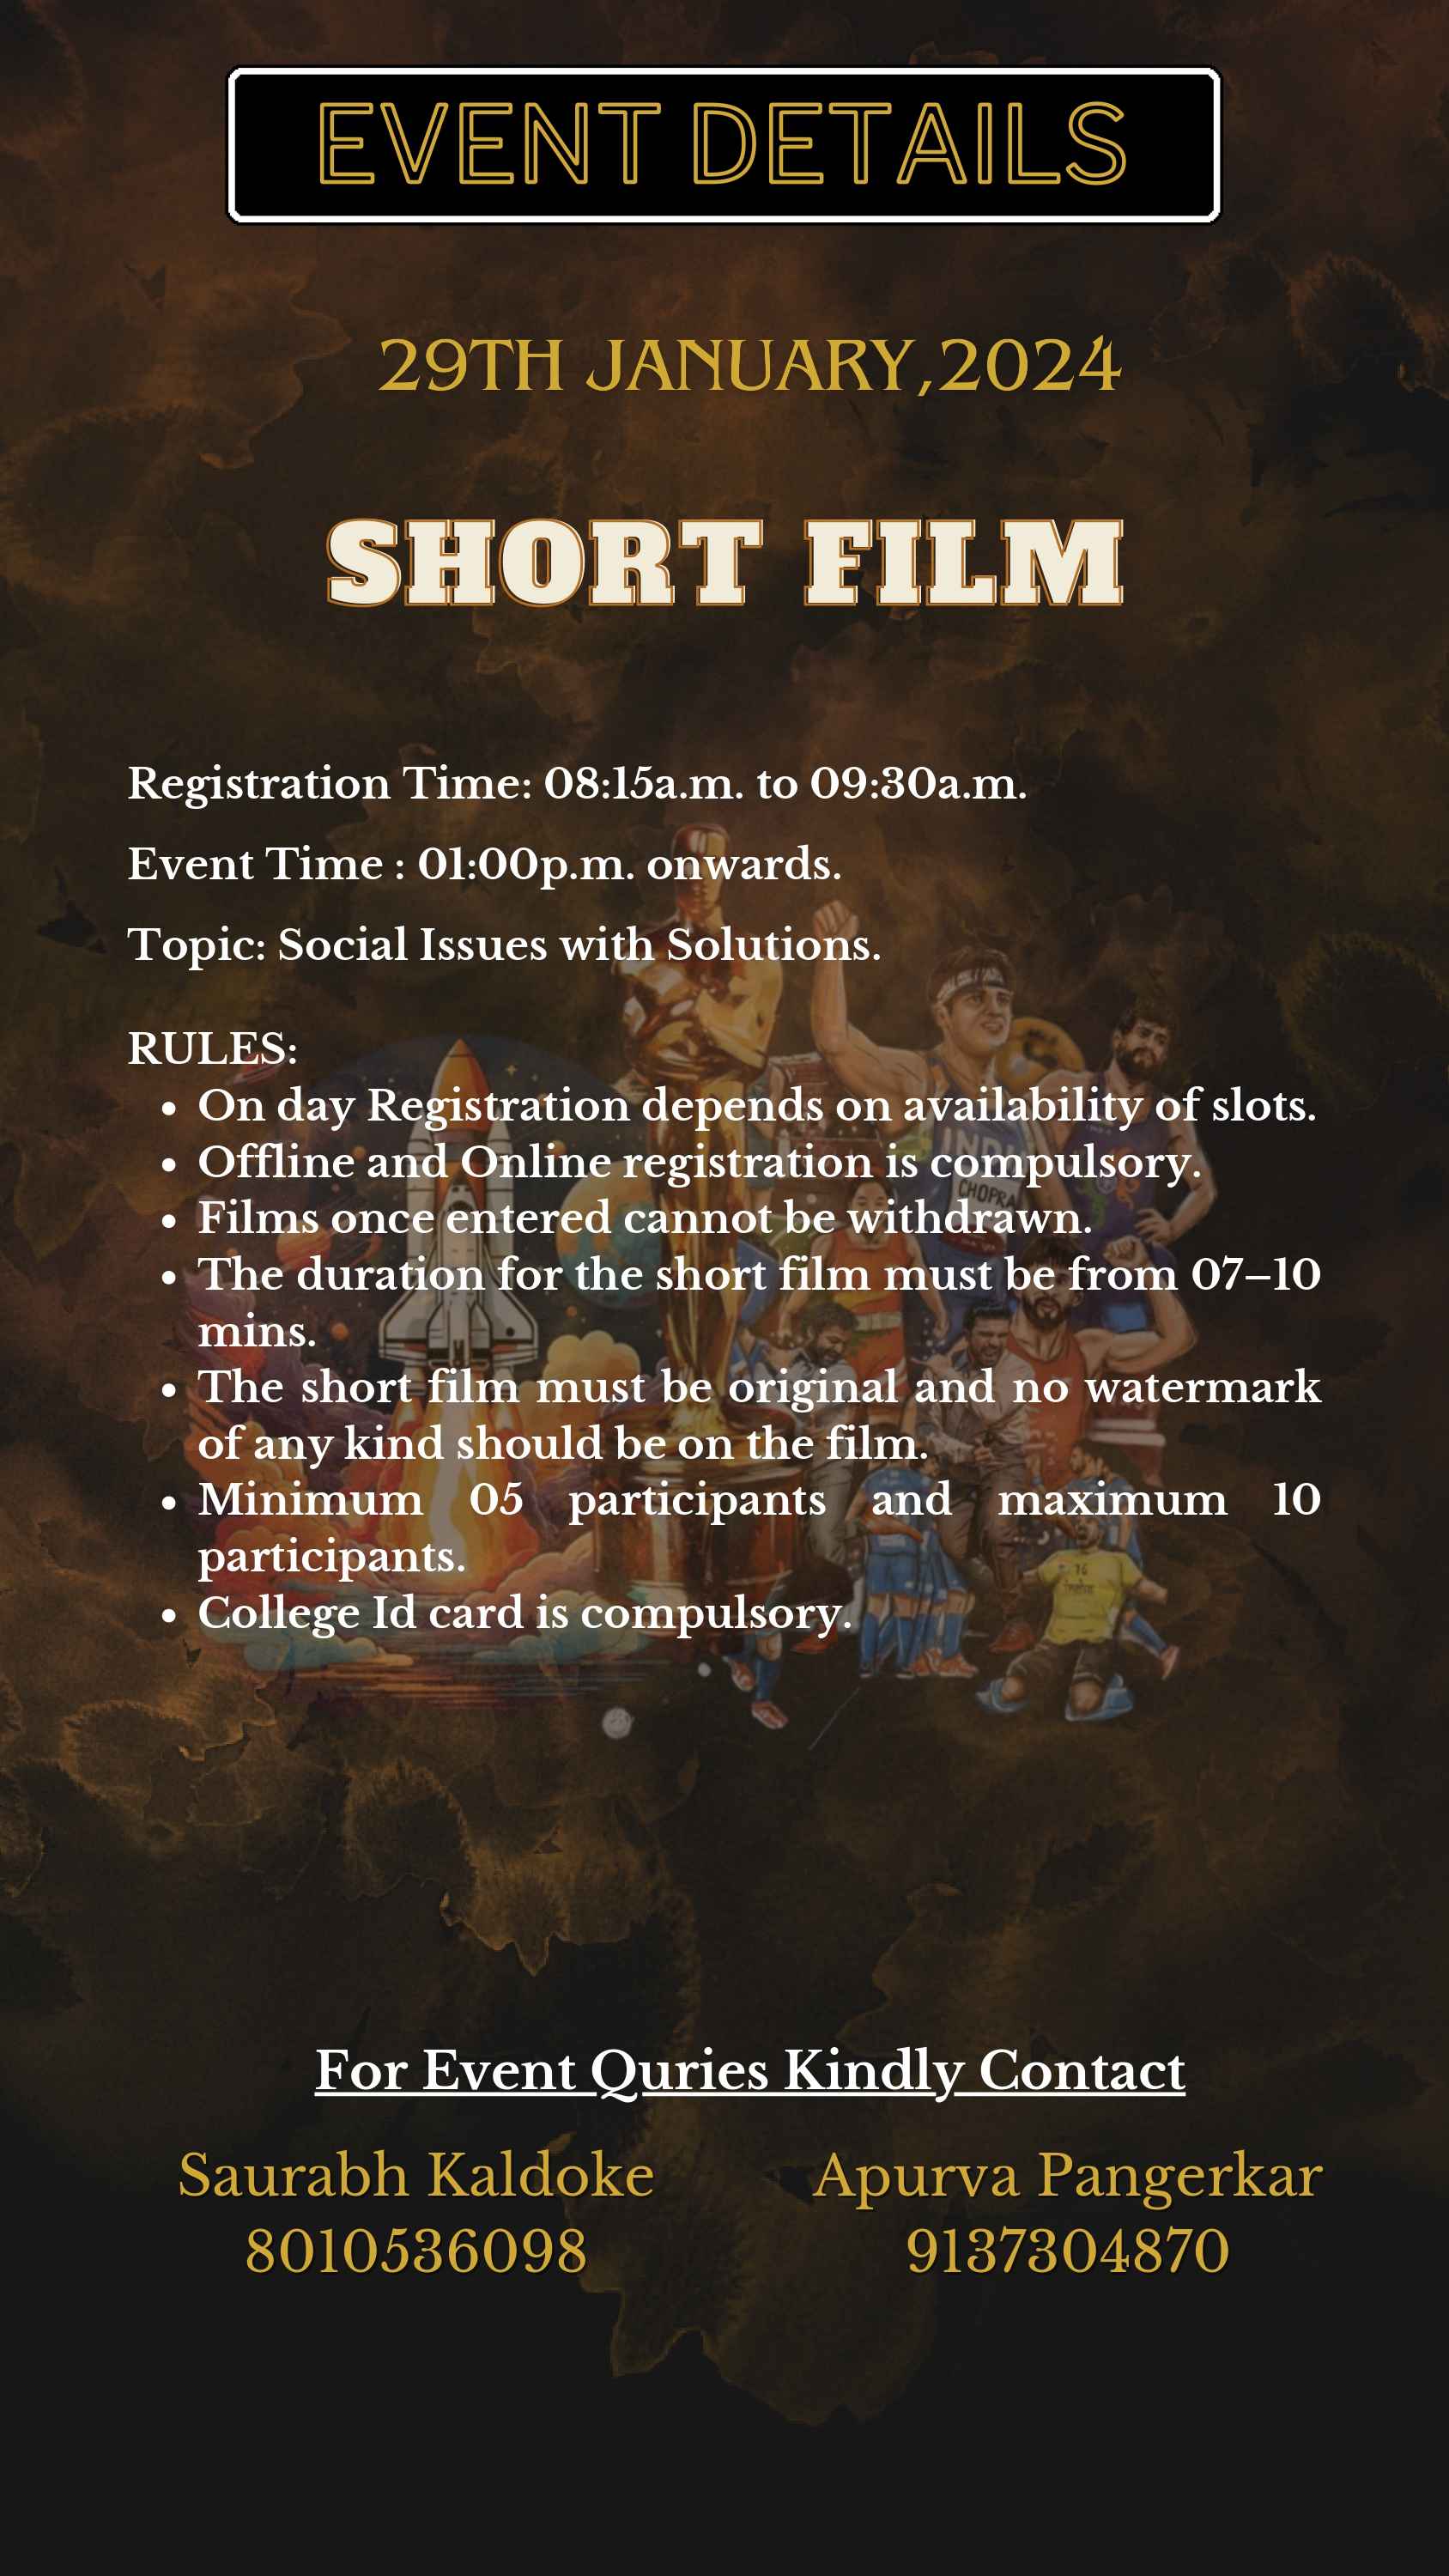 EVENT DETAILS
29TH JANUARY,2024
SHORT FILM
Registration Time: 08:15a.m. to 09:30a.m.
Event Time : 01:00p.m. onwards.
Topic: Social Issues with Solutions.
RULES:
• On day Registration depends on availability of slots.
• Offline and Online registration is compulsory.
• Films once entered cannot be withdrawn.
• The duration for the short film must be from 07–10
mins.
• The short film must be original and no watermark
of any kind should be on the film.
• Minimum 05 participants and maximum 10
participants.
• College Id card is compulsory.
INDI
CHOPRA
16
For Event Quries Kindly Contact
Saurabh Kaldoke
8010536098
Apurva Pangerkar
9137304870